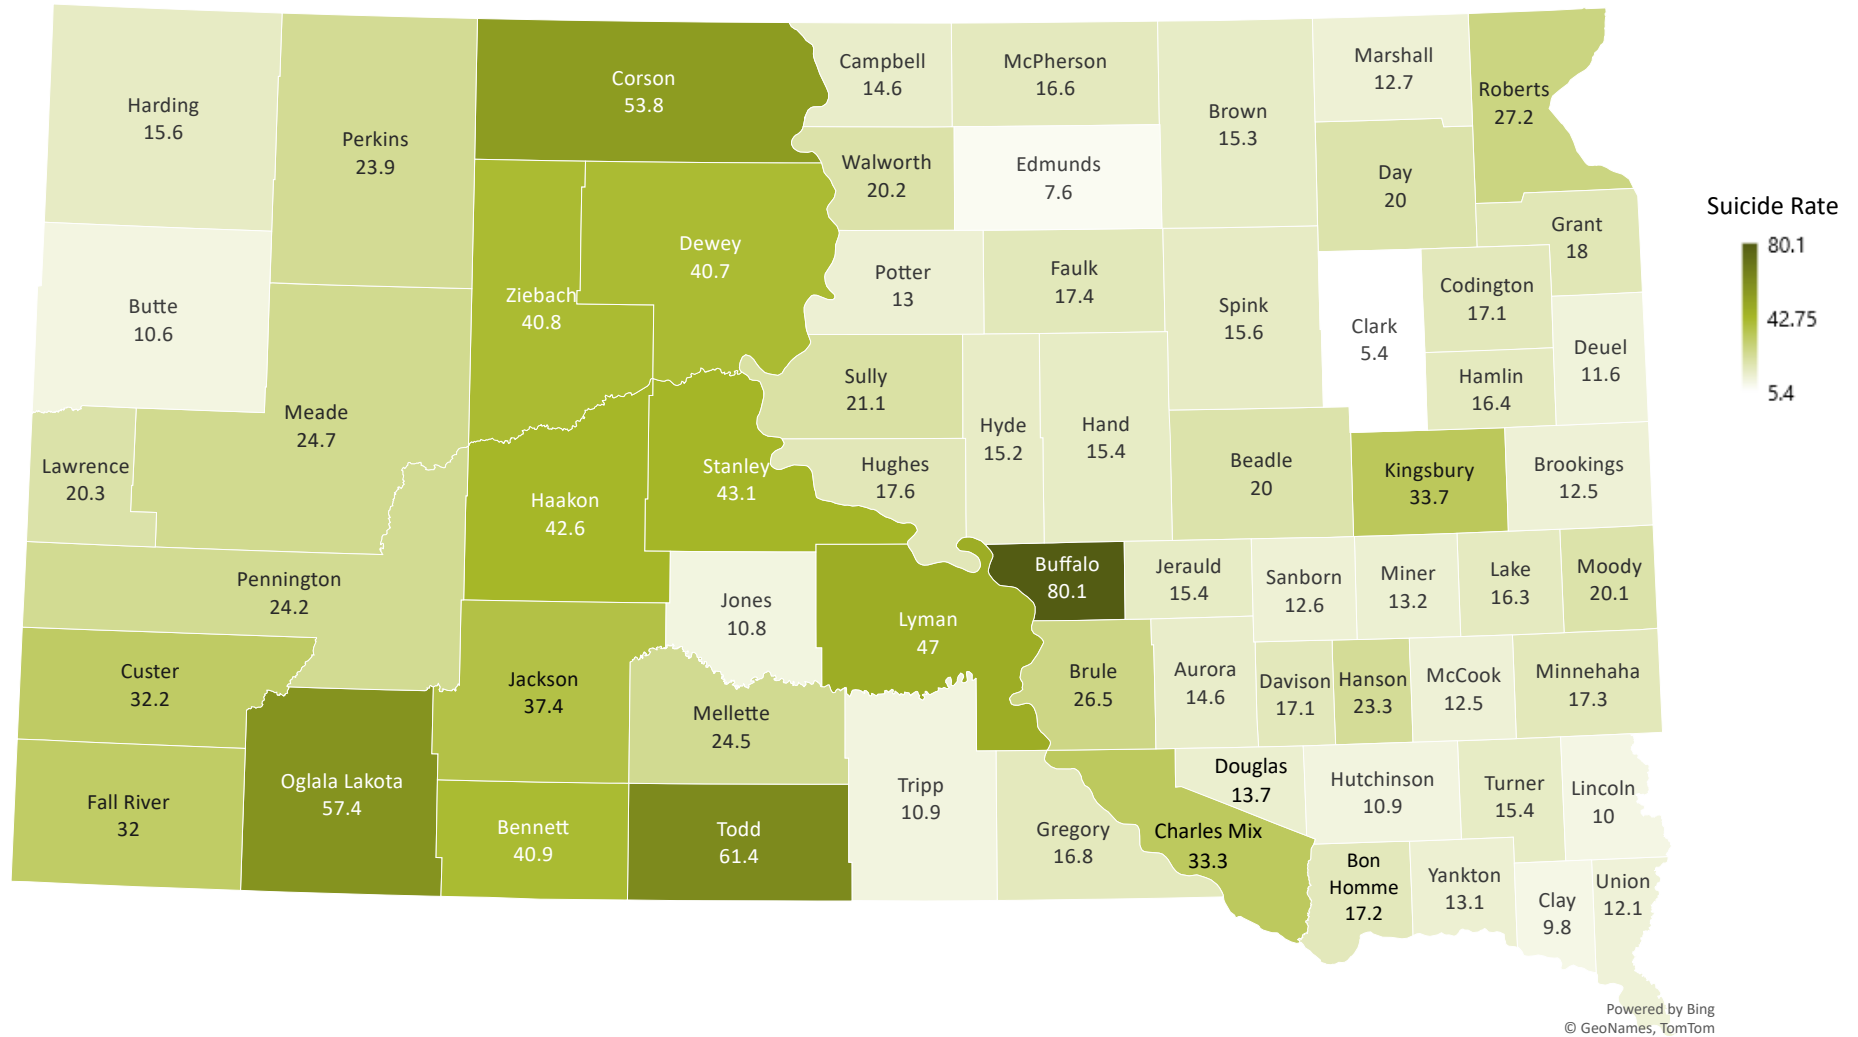 Harding
15.6
Perkins
23.9
Corson
53.8
Campbell
14.6
McPherson
16.6
Brown
15.3
Marshall
12.7
Roberts
27.2
Walworth
20.2
Edmunds
7.6
Day
20
Grant
18
Butte
10.6
Ziebach
40.8
Dewey
40.7
Potter
13
Faulk
17.4
Spink
15.6
Clark
5.4
Codington
17.1
Deuel
11.6
Hamlin
16.4
Meade
24.7
Lawrence
20.3
Haakon
42.6
Stanley
43.1
Sully
21.1
Hughes
17.6
Hyde
15.2
Hand
15.4
Beadle
20
Kingsbury
33.7
Brookings
12.5
Pennington
24.2
Jones
10.8
Lyman
47
Buffalo
80.1
Jerauld
15.4
Sanborn
12.6
Miner
13.2
Lake
16.3
Moody
20.1
Custer
32.2
Jackson
37.4
Mellette
24.5
Brule
26.5
Aurora
14.6
Davison
17.1
Hanson
23.3
McCook
12.5
Minnehaha
17.3
Fall River
32
Oglala Lakota
57.4
Bennett
40.9
Todd
61.4
Tripp
10.9
Gregory
16.8
Charles Mix
33.3
Douglas
13.7
Hutchinson
10.9
Turner
15.4
Lincoln
10
Bon
Homme
17.2
Yankton
13.1
Clay
9.8
Union
12.1
Suicide Rate
80.1
42.75
5.4
Powered by Bing
© GeoNames, TomTom